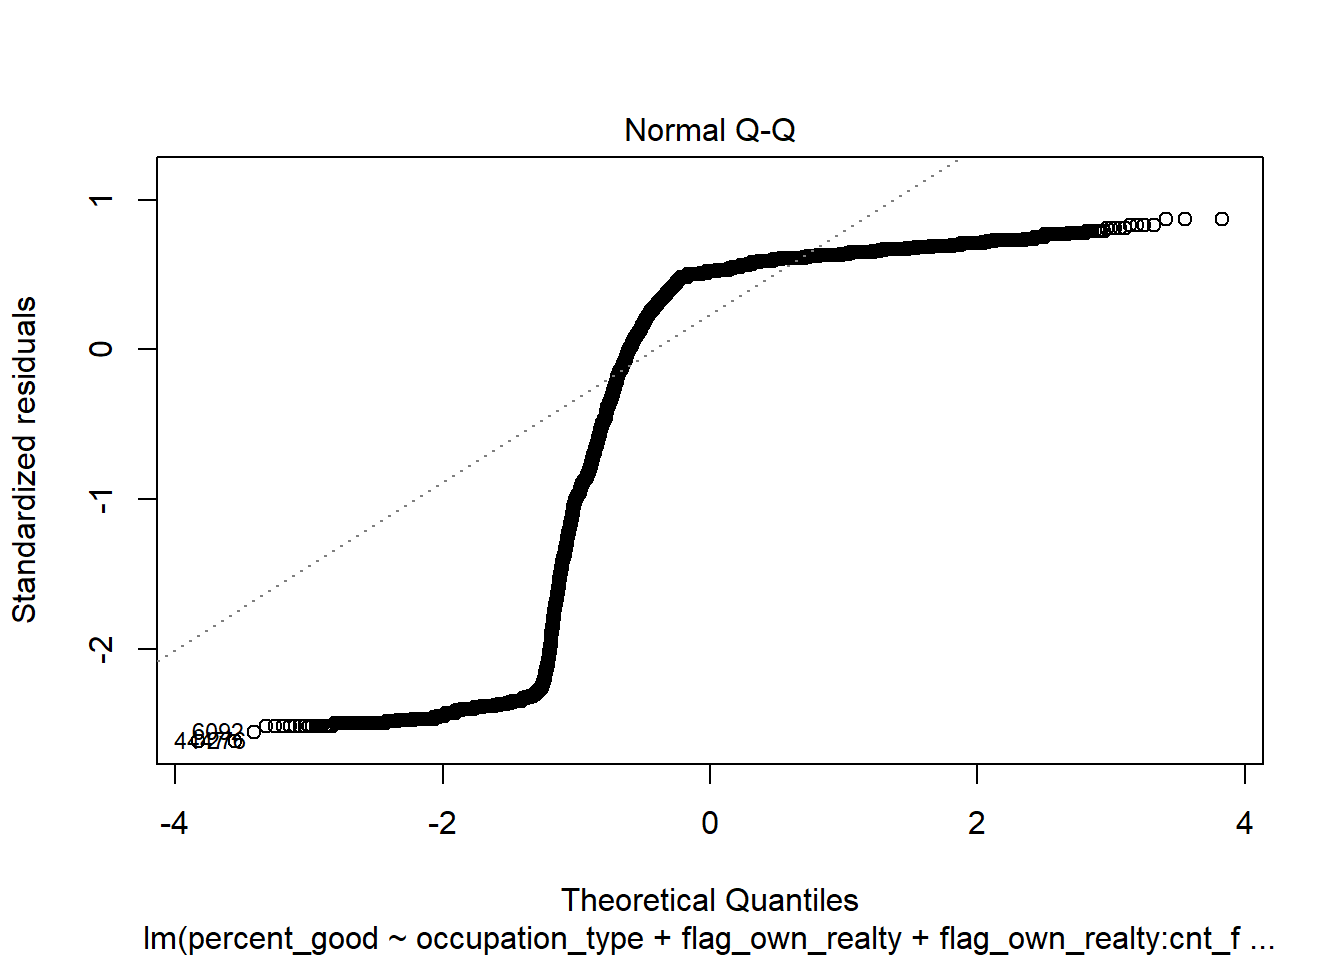 Normal Q-Q
Standardized residuals
1
0
-1
-2
6092
-4
-2
0
2
4
Theoretical Quantiles
lm(percent_good ~ occupation_type + flag_own_realty + flag_own_realty:cnt_f ...